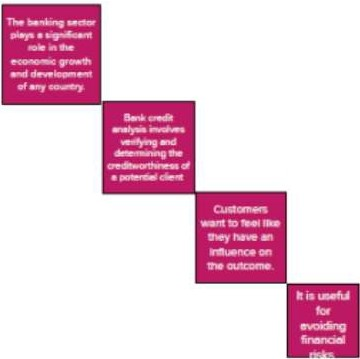 The banking sector
plays a significant
role in the
economic growth
and development
of any country.
Bank credit
analysis involves
verifying and
determining the
creditworthiness of
a potential client
Customers
want to feel like
they have an
influence on
the outcome.
It is useful
for
avoiding
financial
risks